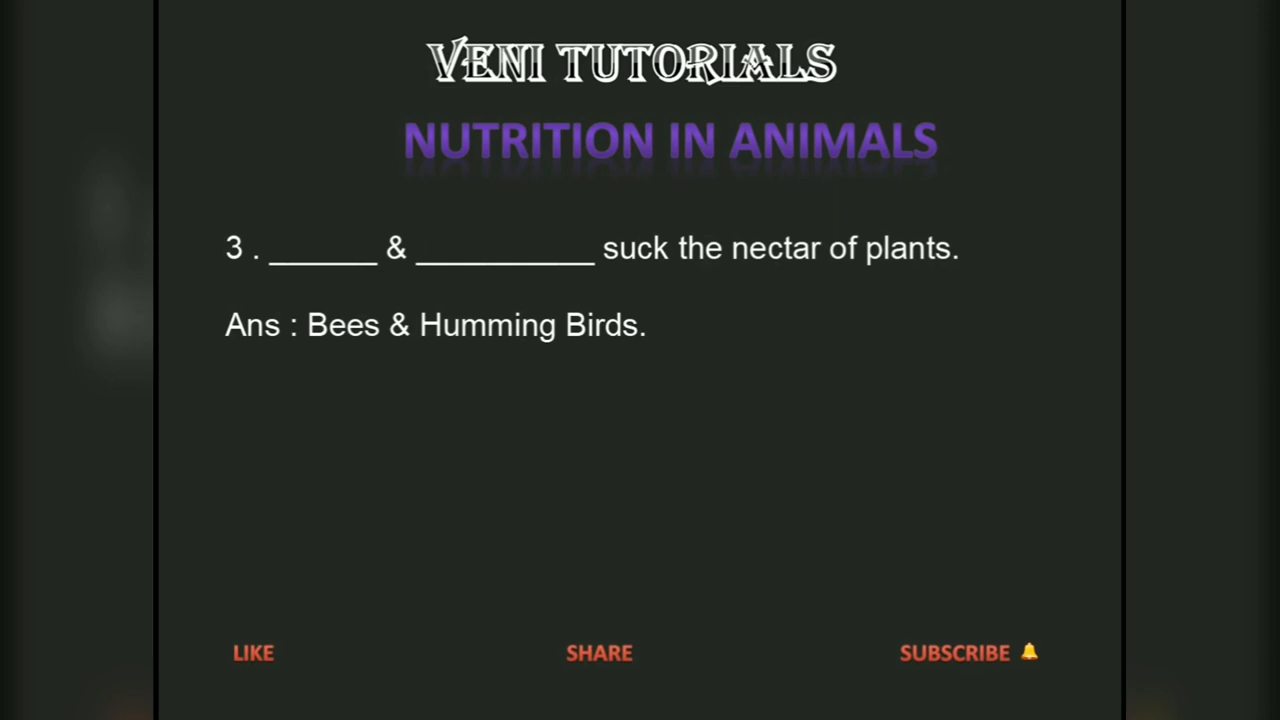 VENI TUTORIALS
NUTRITION IN ANIMALS
3 . ______ & __________ suck the nectar of plants.
Ans : Bees & Humming Birds.
LIKE SHARE SUBSCRIBE